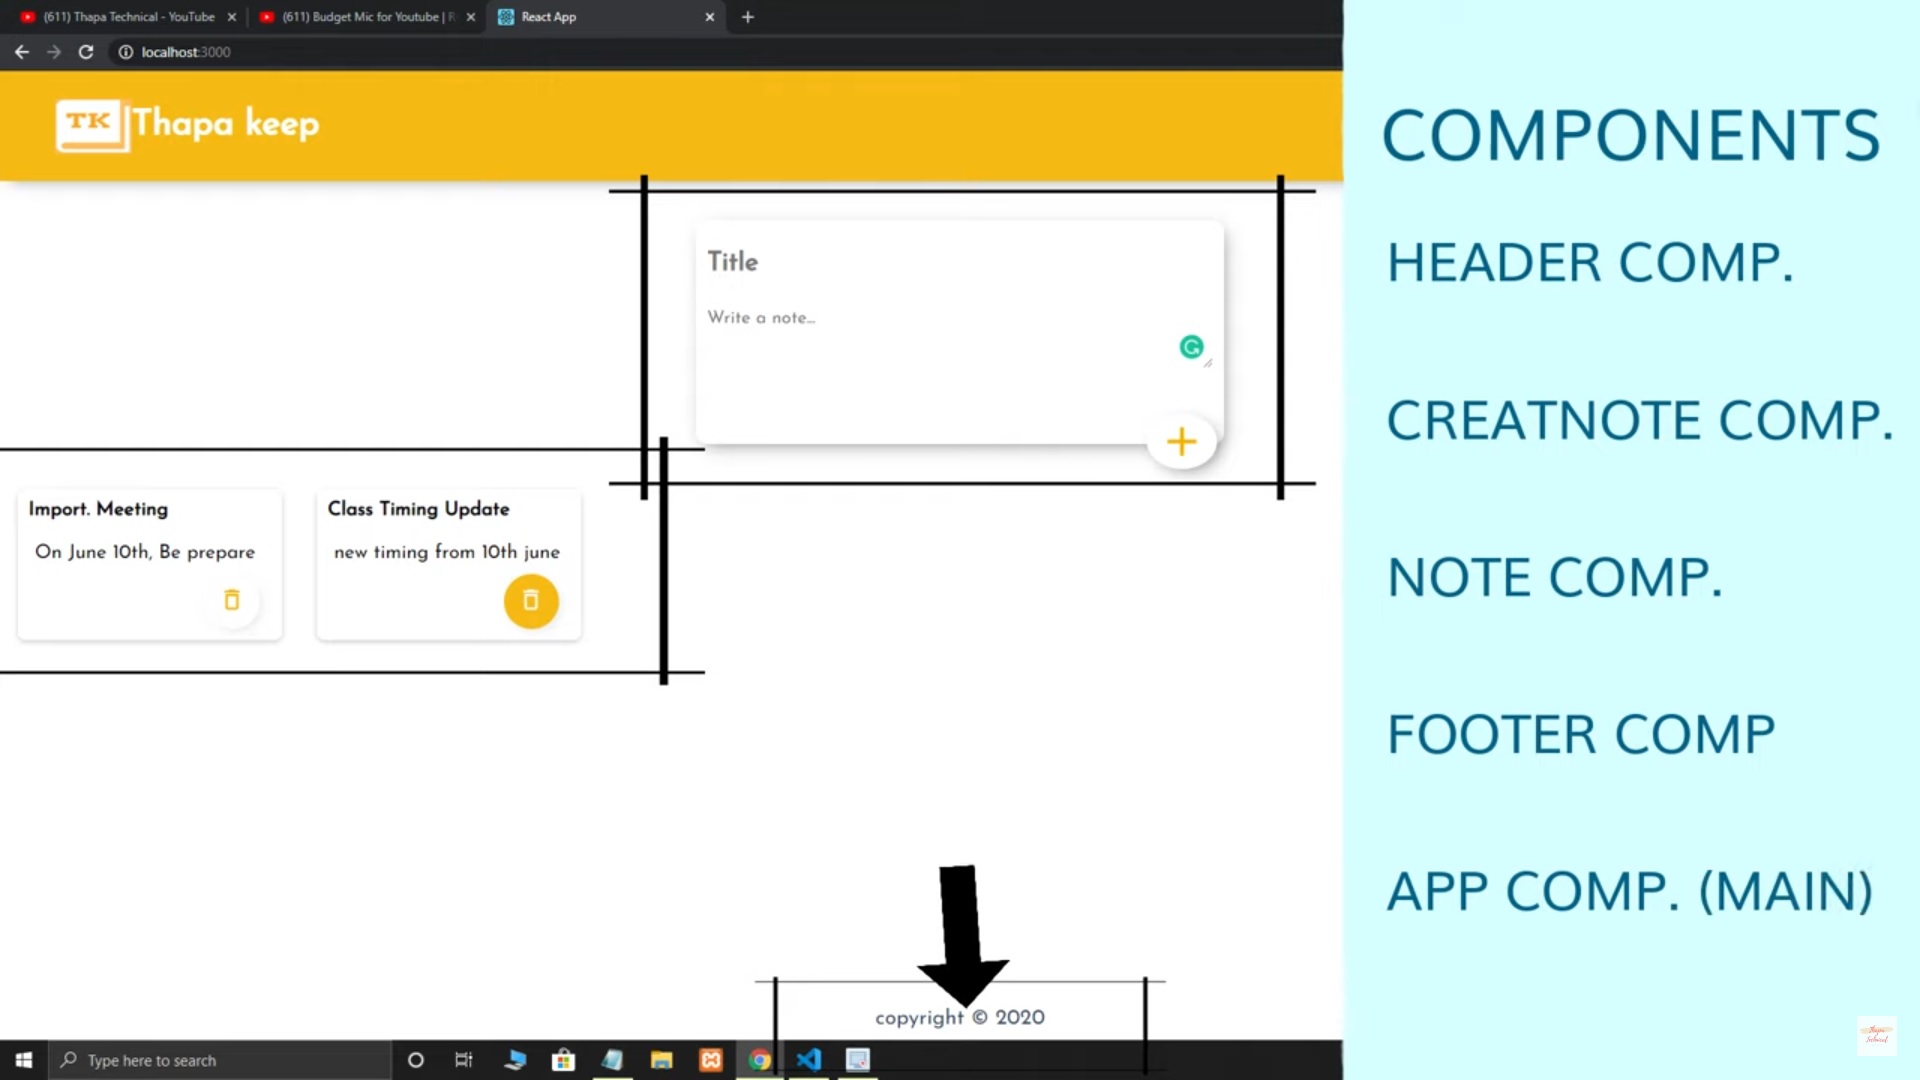 (611) Thapa Technical - YouTube
(611) Budget Mic for Youtube |
React App
localhost:3000
TK
Thapa keep
Title
Write a note...
Import. Meeting
On June 10th, Be prepare
Class Timing Update
new timing from 10th june
copyright © 2020
Type here to search
COMPONENTS
HEADER COMP.
CREATNOTE COMP.
NOTE COMP.
FOOTER COMP
APP COMP. (MAIN)